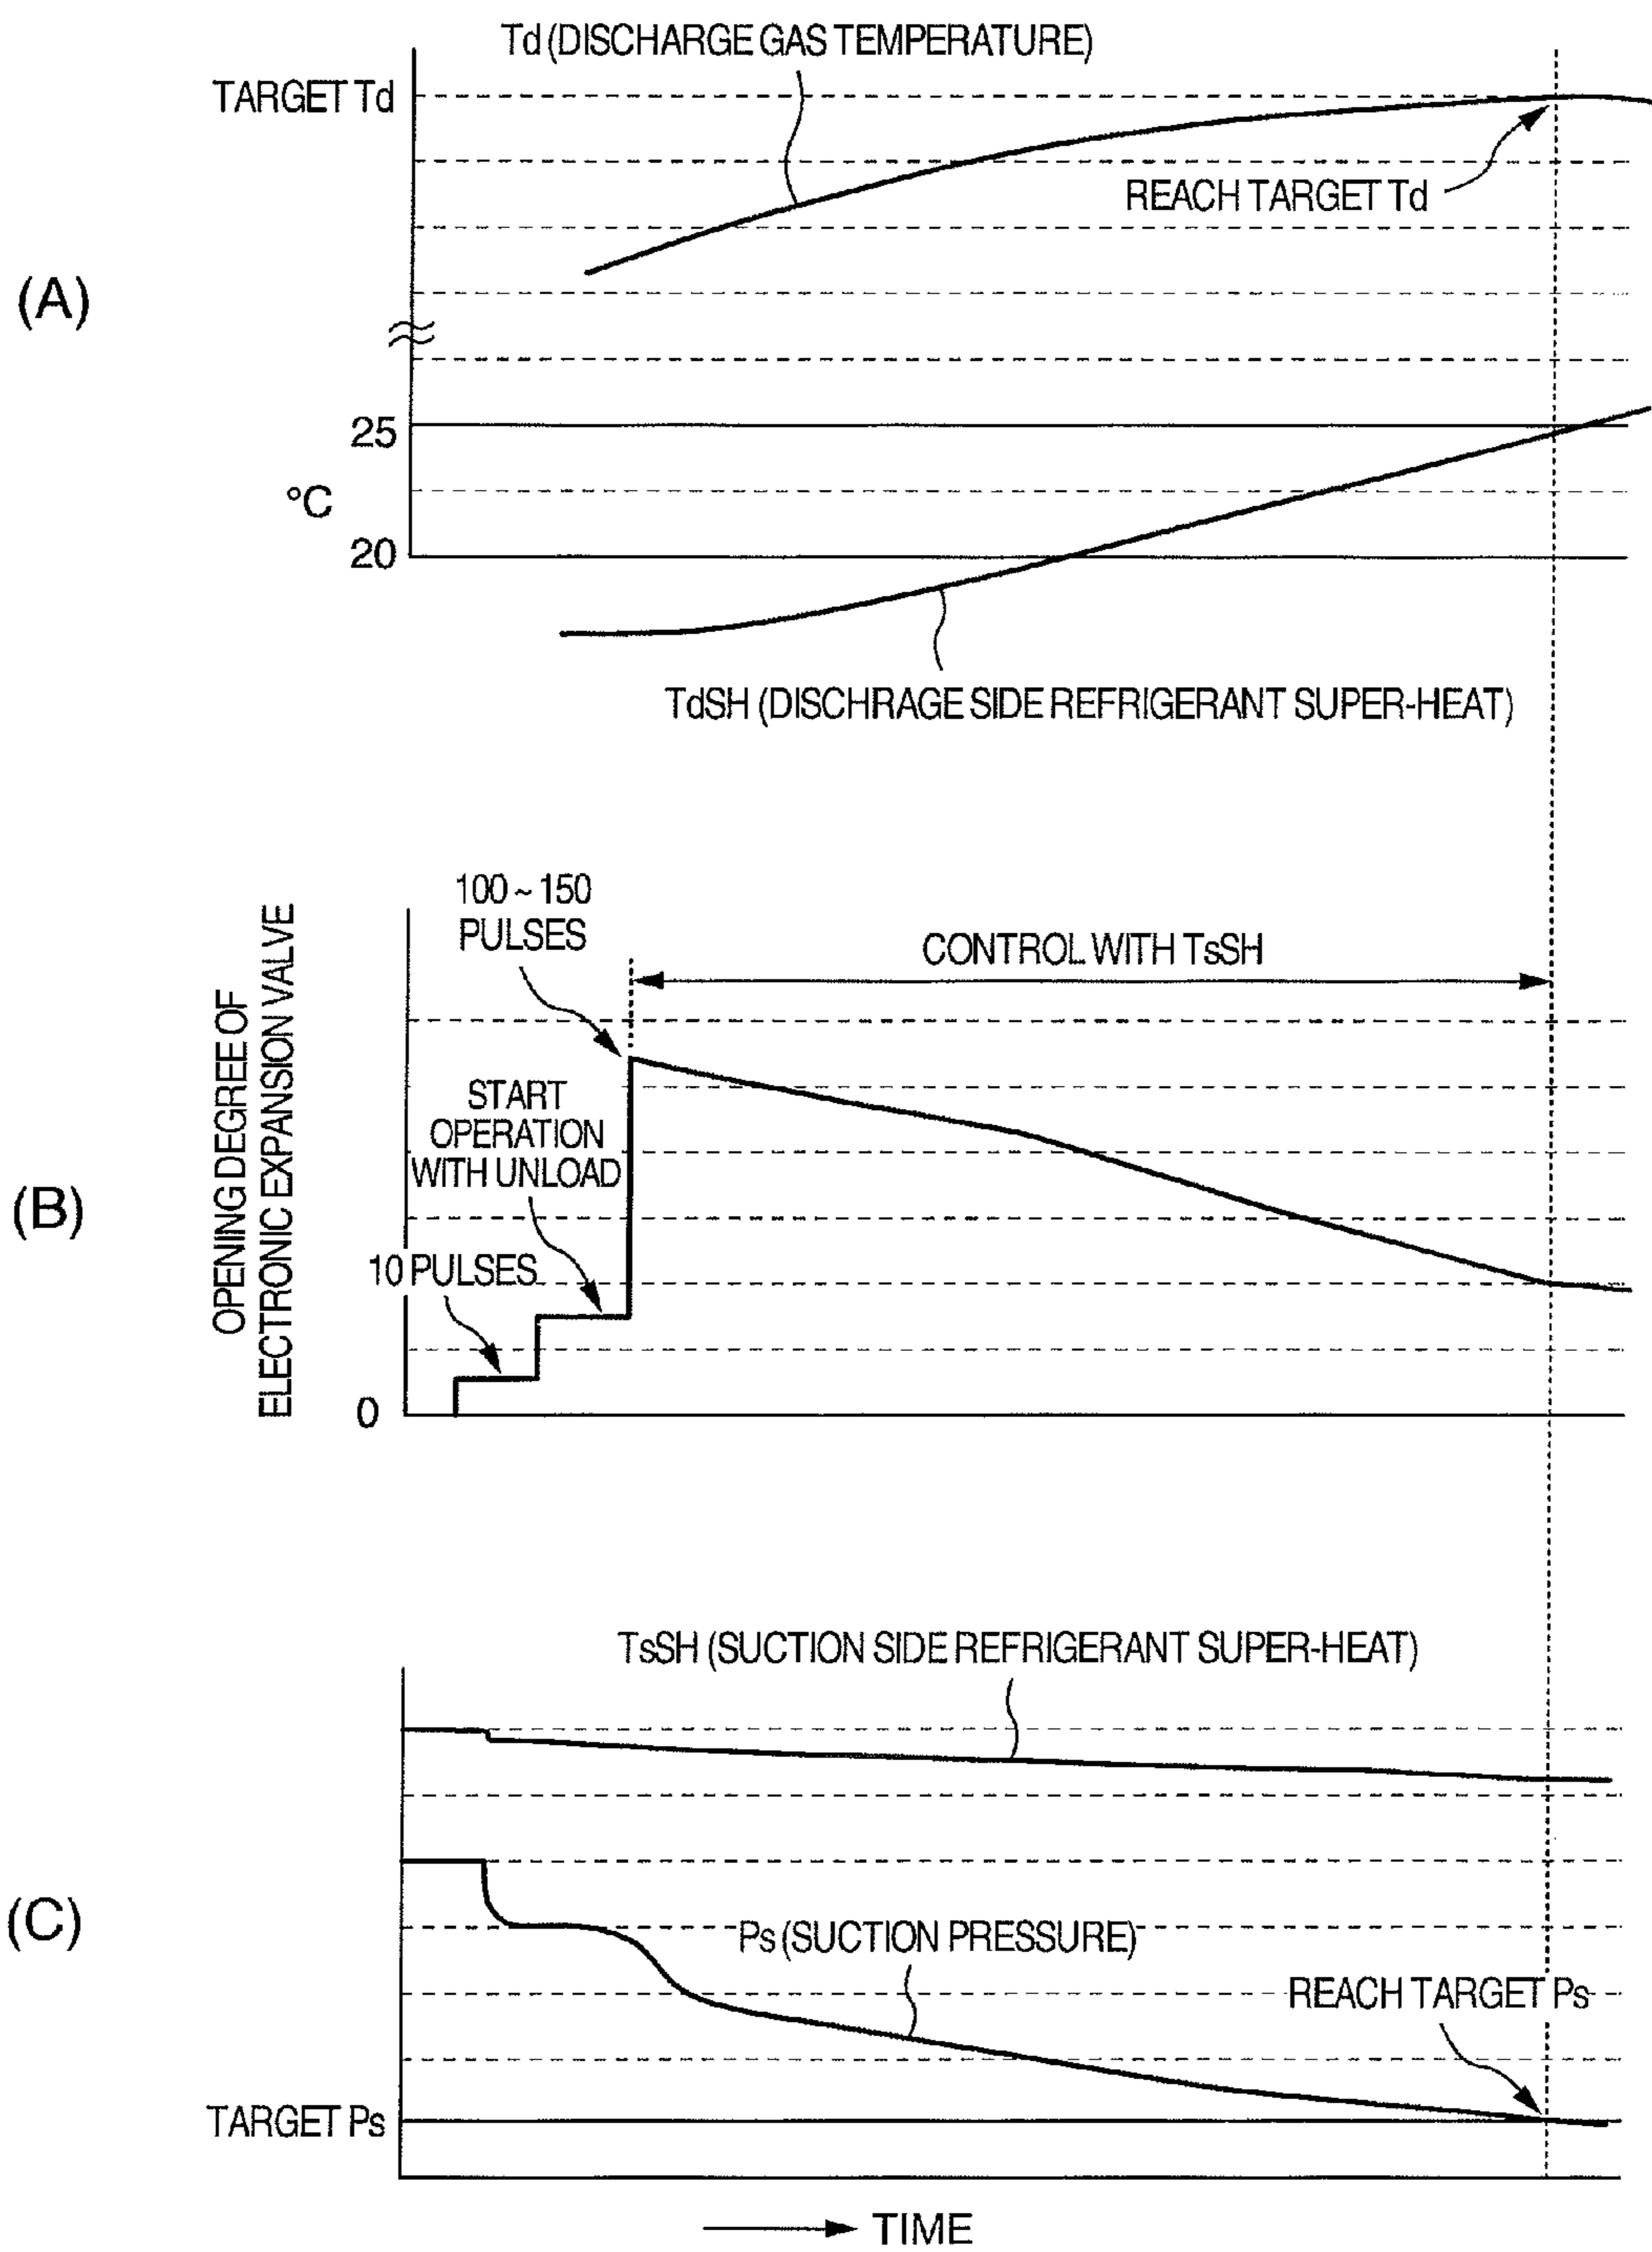 Td (DISCHARGE GAS TEMPERATURE)
TARGET Td
REACH TARGET Td
(A)
25
°C
20
TdSH (DISCHRAGE SIDE REFRIGERANT SUPER-HEAT)
100 ~ 150
PULSES
CONTROL WITH TsSH
OPENING DEGREE OF
ELECTRONIC EXPANSION VALVE
START
OPERATION
WITH UNLOAD
(B)
10 PULSES
0
TsSH (SUCTION SIDE REFRIGERANT SUPER-HEAT)
(C)
Ps (SUCTION PRESSURE)
REACH TARGET Ps
TARGET Ps
TIME